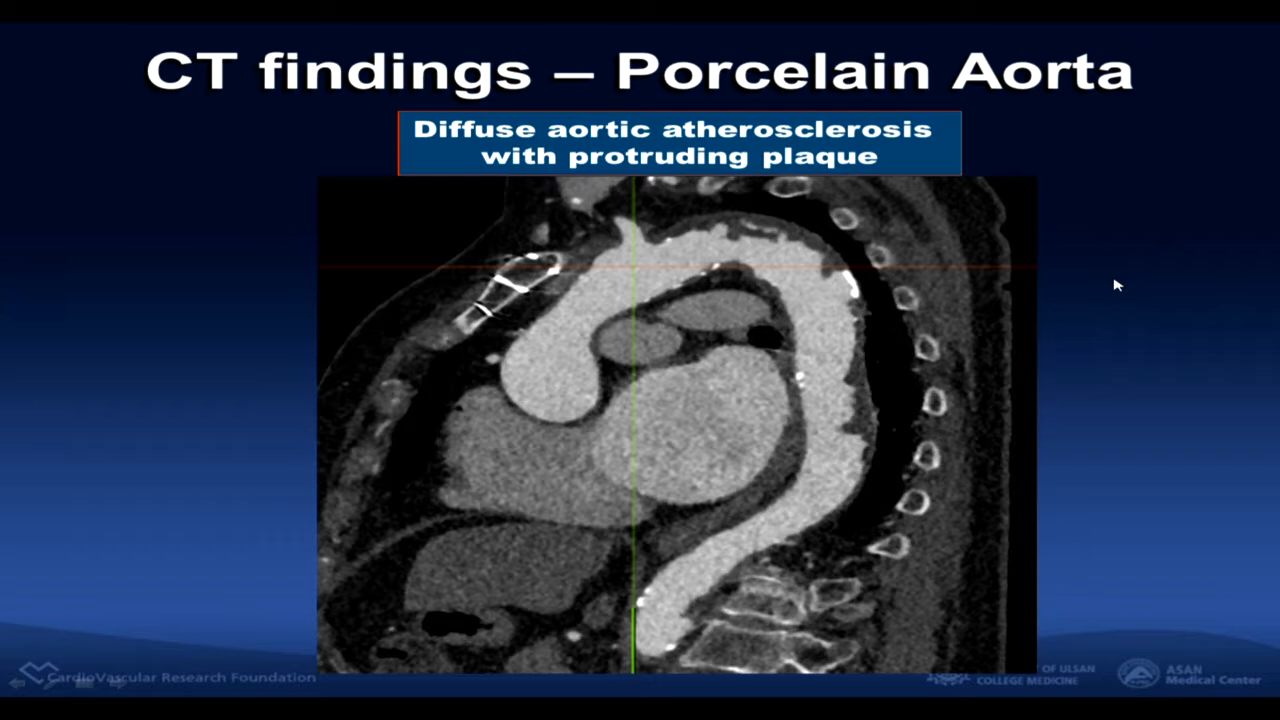 CT findings – Porcelain Aorta
Diffuse aortic atherosclerosis
with protruding plaque
CardioVascular Research Foundation
OF ULSAN
COLLEGE MEDICINE
ASAN
Medical Center